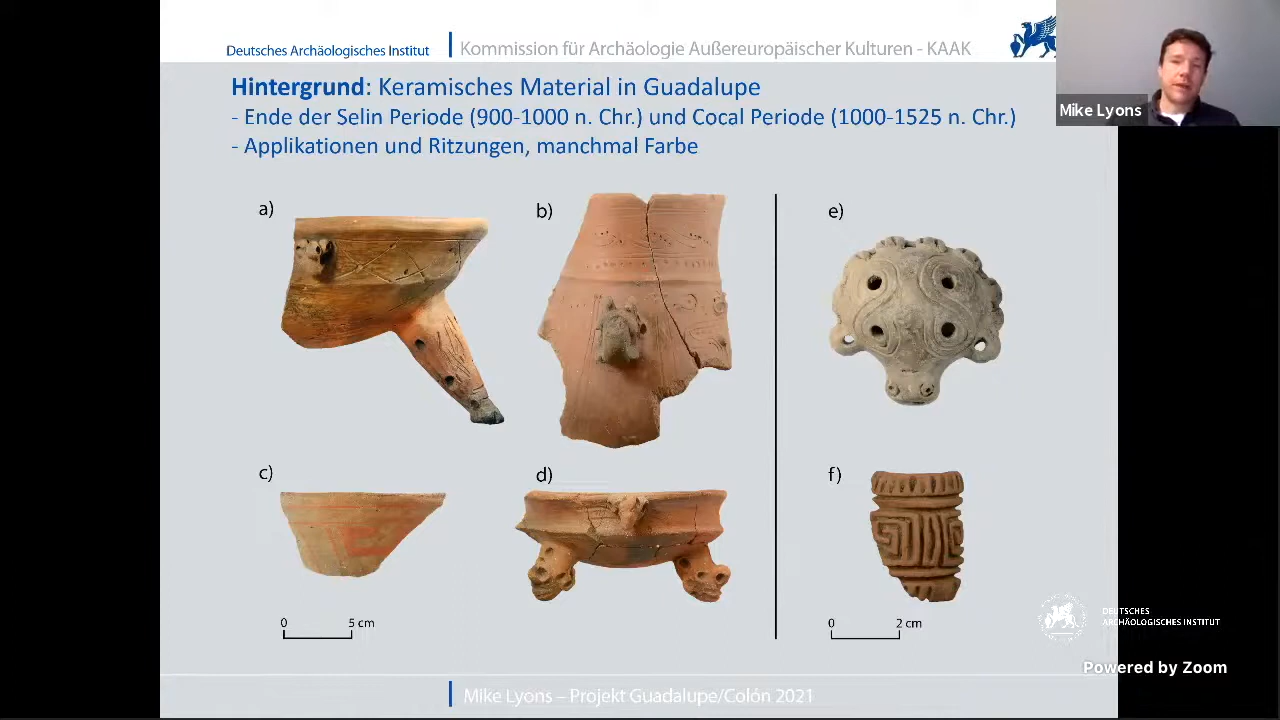 Deutsches Archäologisches Institut
Kommission für Archäologie Außereuropäischer Kulturen - KAAK
Mike Lyons
Hintergrund: Keramisches Material in Guadalupe
- Ende der Selin Periode (900-1000 n. Chr.) und Cocal Periode (1000-1525 n. Chr.)
- Applikationen und Ritzungen, manchmal Farbe
a)
b)
e)
c)
d)
f)
0 5 cm
0 2 cm
DEUTSCHES
ARCHÄOLOGISCHES INSTITUT
Powered by Zoom
Mike Lyons – Projekt Guadalupe/Colón 2021